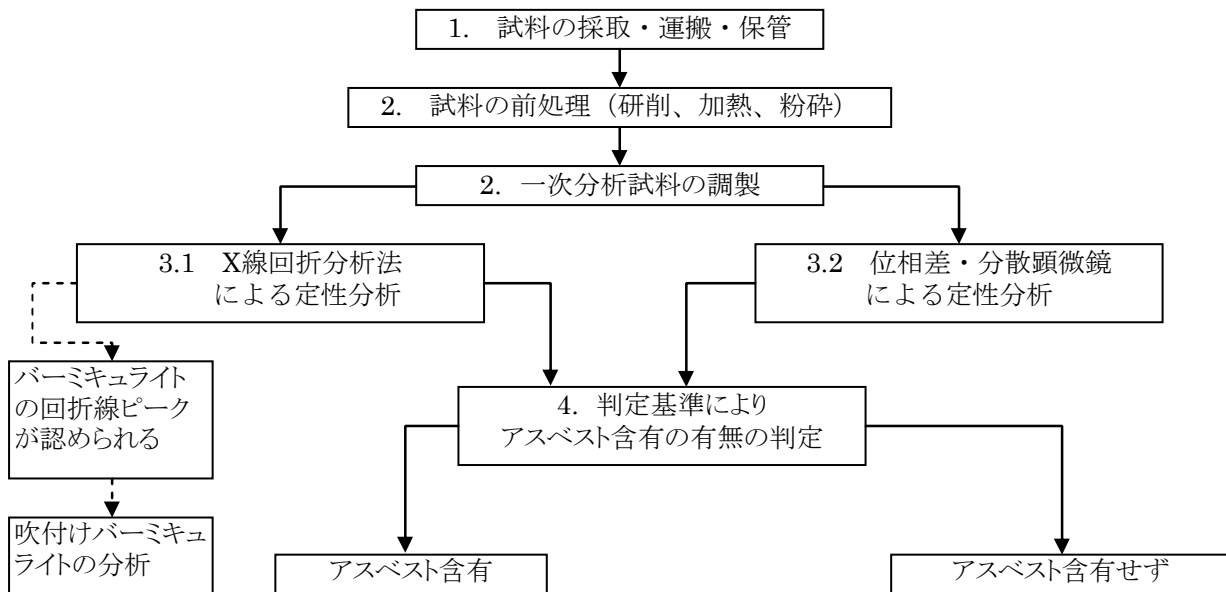 1. 試料の採取・運搬・保管
2. 試料の前処理（研削、加熱、粉砕）
2. 一次分析試料の調製
3.1 X線回折分析法
による定性分析
3.2 位相差・分散顕微鏡
による定性分析
バーミキュライト
の回折線ピーク
が認められる
4. 判定基準により
アスベスト含有の有無の判定
吹付けバーミキュ
ライトの分析
アスベスト含有
アスベスト含有せず